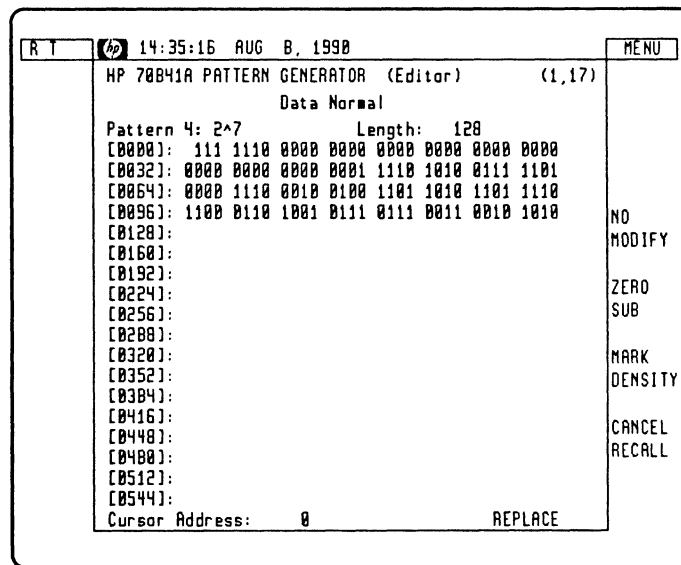 R T
hp 14:35:16 AUG 8, 1990
MENU
HP 70841A PATTERN GENERATOR (Editor) (1,17)
Data Normal
Pattern 4: 2^7 Length: 128
[0000]: 111 1110 0000 0000 0000 0000 0000 0000
[0032]: 0000 0000 0000 0001 1110 1010 0111 1101
[0064]: 0000 1110 0010 0100 1101 1010 1101 1110
[0096]: 1100 0110 1001 0111 0111 0011 0010 1010
[0128]:
[0160]:
[0192]:
[0224]:
[0256]:
[0288]:
[0320]:
[0352]:
[0384]:
[0416]:
[0448]:
[0480]:
[0512]:
[0544]:
Cursor Address: 0 REPLACE
NO
MODIFY
ZERO
SUB
MARK
DENSITY
CANCEL
RECALL